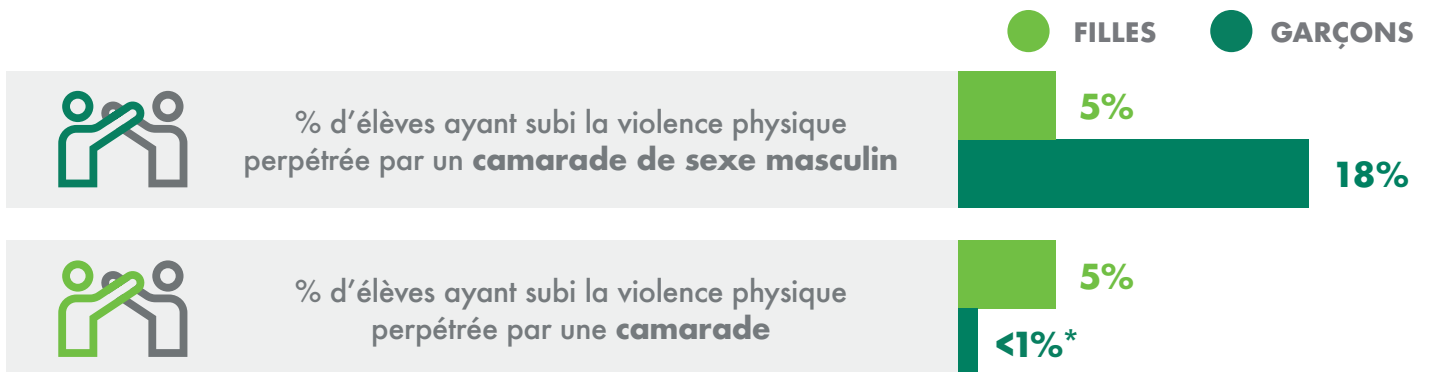 FILLES GARÇONS
% d’élèves ayant subi la violence physique
perpétrée par un camarade de sexe masculin
5%
18%
% d’élèves ayant subi la violence physique
perpétrée par une camarade
5%
<1%*